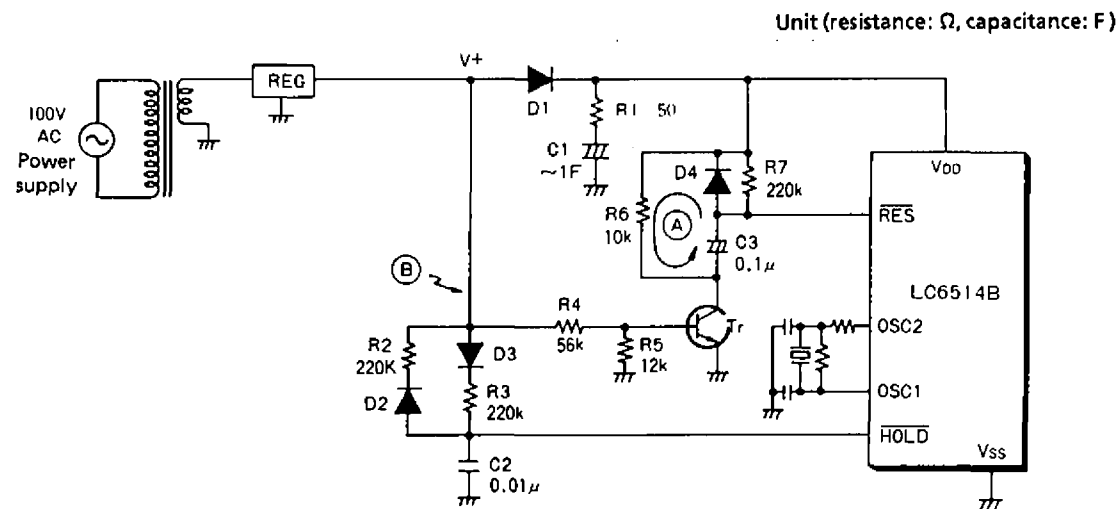 Unit (resistance: Ω, capacitance: F)
V+
REG
100V
AC
Power
supply
D1
R1 50
C1
~1F
D4
R7
220k
R6
10k
A
C3
0.1μ
VDD
RES
LC6514B
OSC2
OSC1
HOLD
VSS
B
R4
56k
Tr
R5
12k
R2
220K
D3
D2
R3
220k
C2
0.01μ